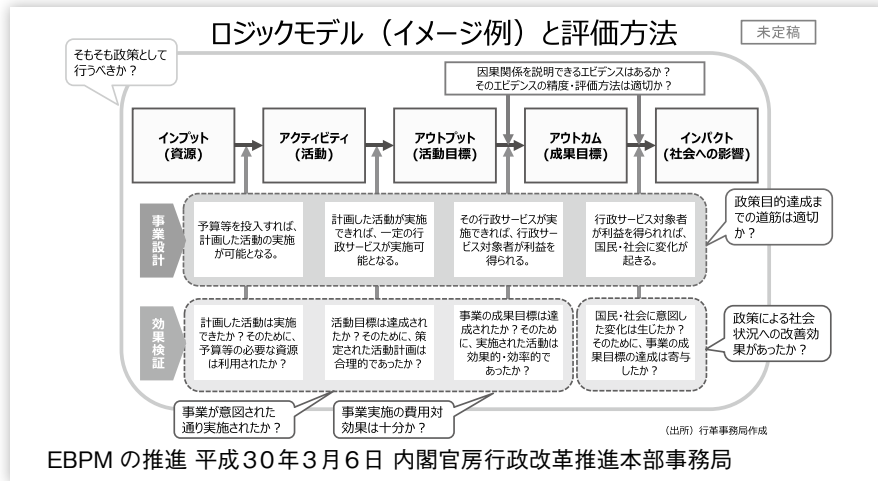 ロジックモデル（イメージ例）と評価方法
未定稿
そもそも政策として
行うべきか？
因果関係を説明できるエビデンスはあるか？
そのエビデンスの精度・評価方法は適切か？
インプット
(資源)
アクティビティ
(活動)
アウトプット
(活動目標)
アウトカム
(成果目標)
インパクト
(社会への影響)
事業設計
予算等を投入すれば、
計画した活動の実施
が可能となる。
計画した活動が実施
できれば、一定の行
政サービスが実施可
能となる。
その行政サービスが実
施できれば、行政サー
ビス対象者が利益を
得られる。
行政サービス対象者
が利益を得られれば、
国民・社会に変化が
起きる。
政策目的達成ま
での道筋は適切
か？
効果検証
計画した活動は実施
できたか？そのために、
予算等の必要な資源
は利用されたか？
活動目標は達成され
たか？そのために、策
定された活動計画は
合理的であったか？
事業の成果目標は達
成されたか？そのため
に、実施された活動は
効果的・効率的で
あったか？
国民・社会に意図し
た変化は生じたか？
そのために、事業の成
果目標の達成は寄与
したか？
政策による社会
状況への改善効
果があったか？
事業が意図された
通り実施されたか？
事業実施の費用対
効果は十分か？
（出所）行革事務局作成
EBPM の推進 平成３０年３月６日 内閣官房行政改革推進本部事務局